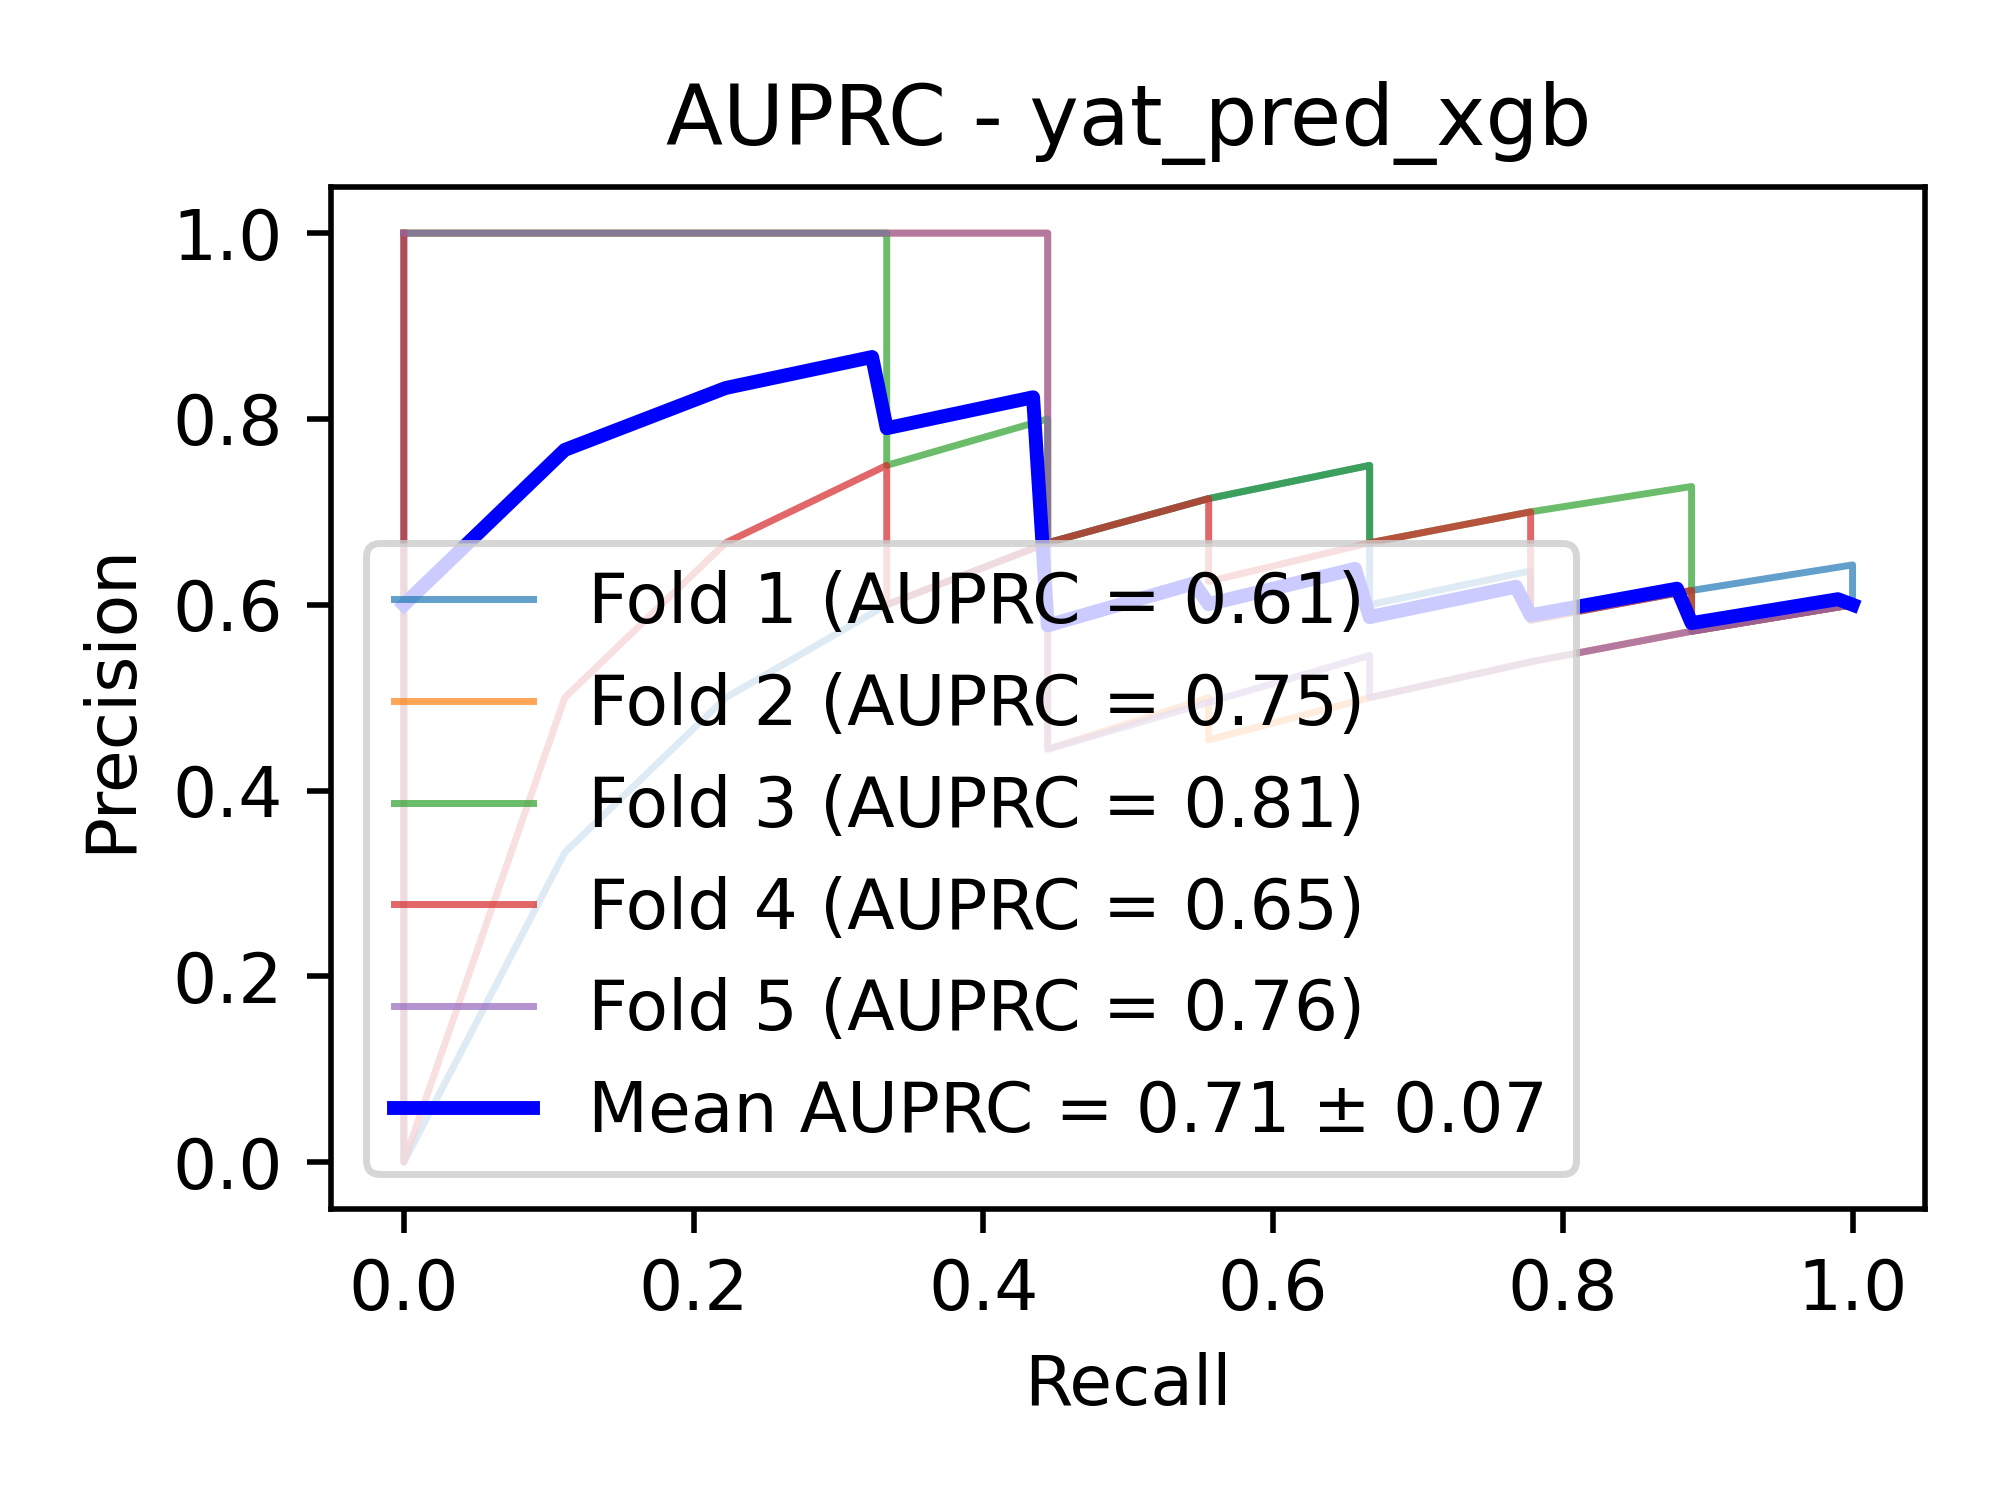 AUPRC - yat_pred_xgb
1.0
0.8
0.6
0.4
0.2
0.0
Precision
Fold 1 (AUPRC = 0.61)
Fold 2 (AUPRC = 0.75)
Fold 3 (AUPRC = 0.81)
Fold 4 (AUPRC = 0.65)
Fold 5 (AUPRC = 0.76)
Mean AUPRC = 0.71 ± 0.07
0.0 0.2 0.4 0.6 0.8 1.0
Recall